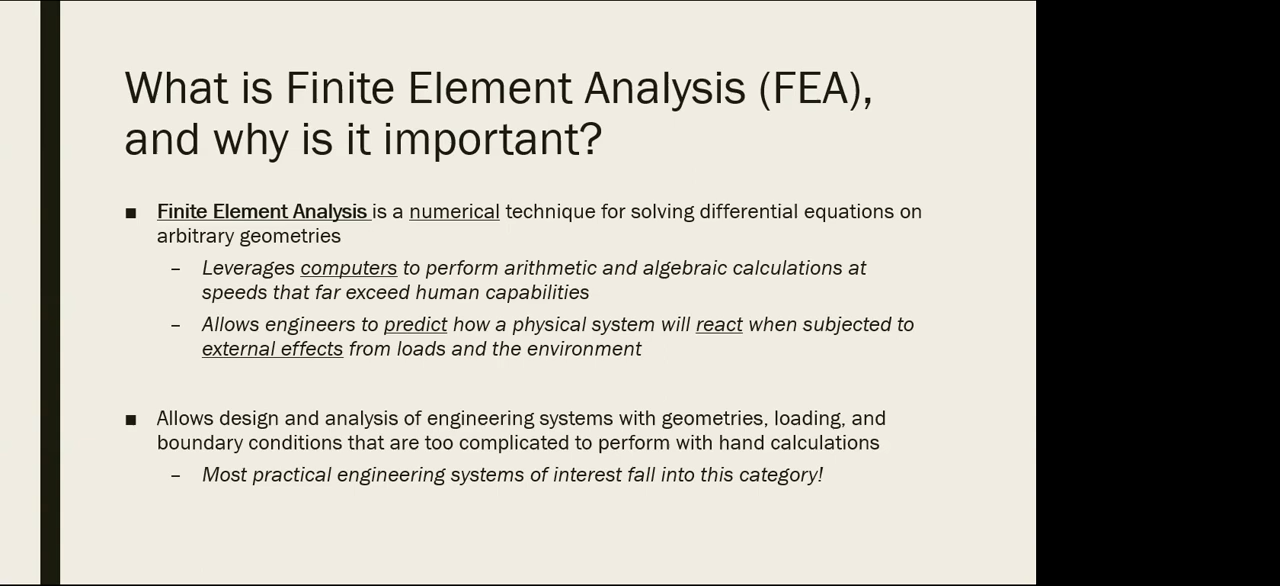 What is Finite Element Analysis (FEA),
and why is it important?
■ Finite Element Analysis is a numerical technique for solving differential equations on
arbitrary geometries
– Leverages computers to perform arithmetic and algebraic calculations at
speeds that far exceed human capabilities
– Allows engineers to predict how a physical system will react when subjected to
external effects from loads and the environment
■ Allows design and analysis of engineering systems with geometries, loading, and
boundary conditions that are too complicated to perform with hand calculations
– Most practical engineering systems of interest fall into this category!